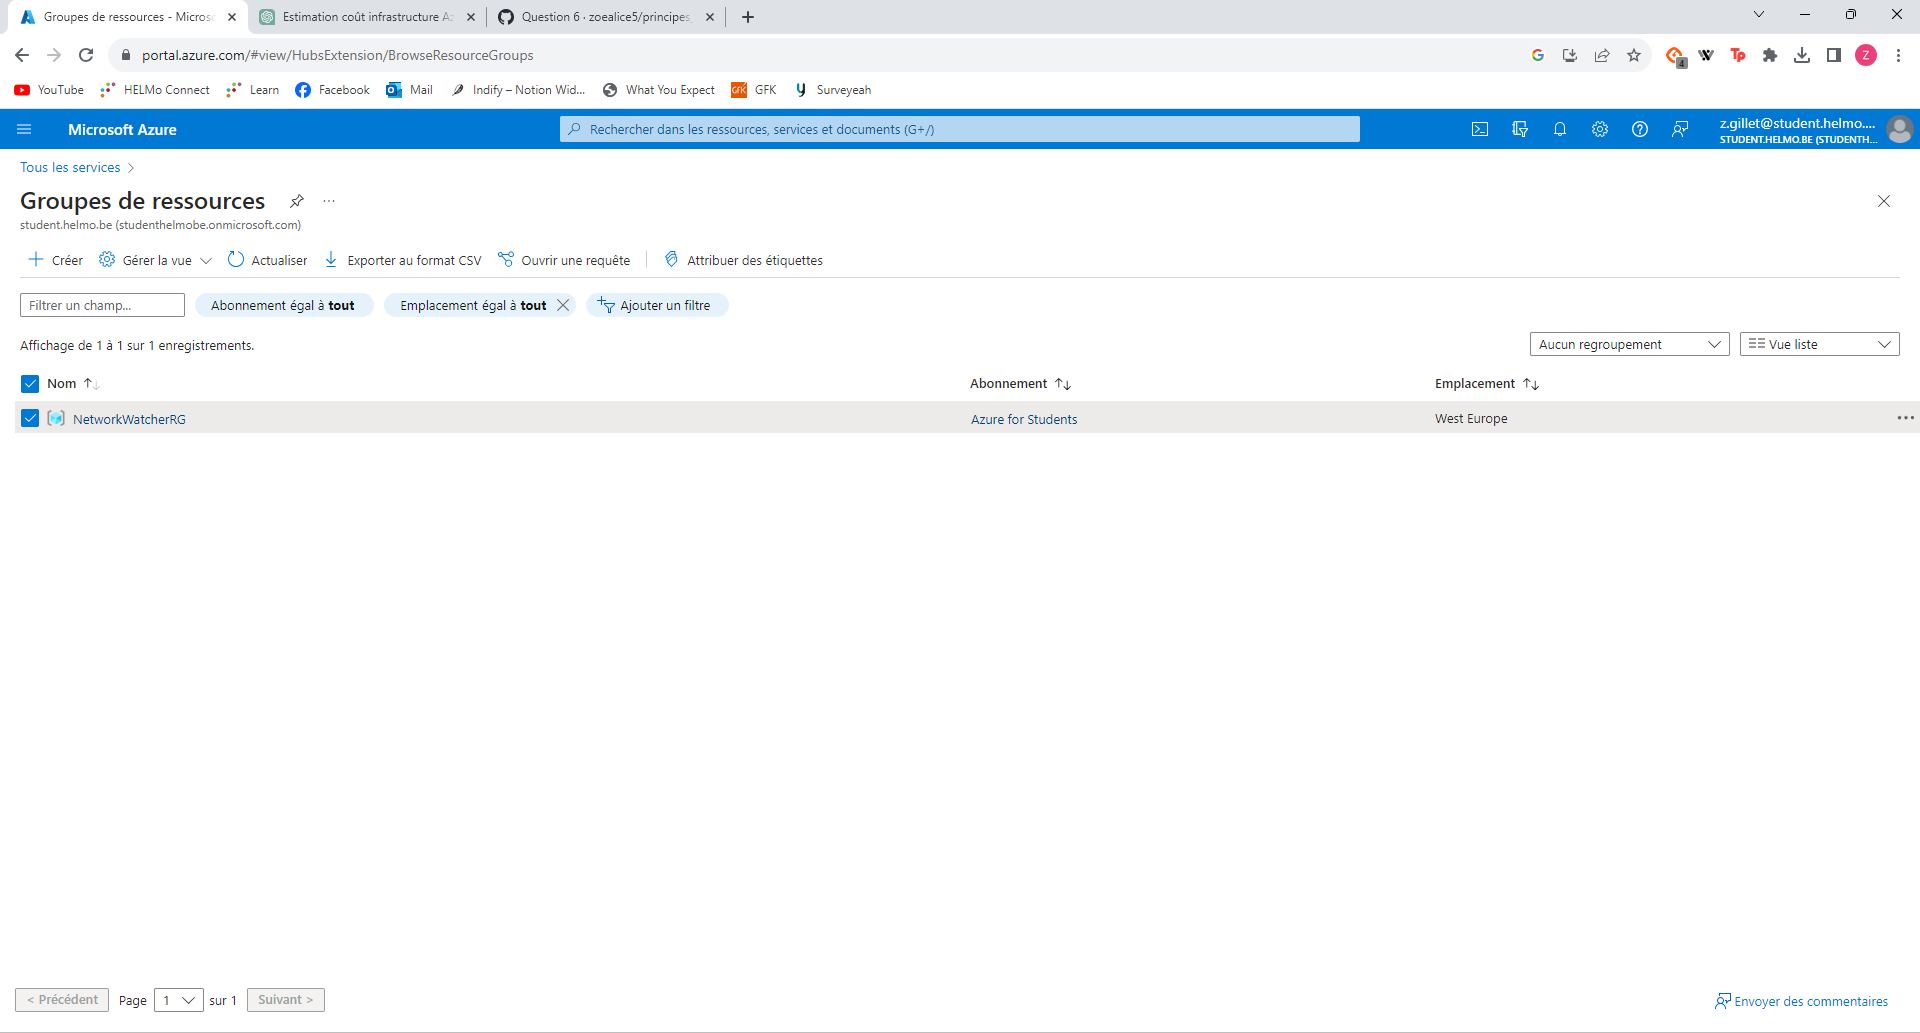 Groupes de ressources - Micros
Estimation coût infrastructure Az
Question 6 · zoealice5/principes_
portal.azure.com/#view/HubsExtension/BrowseResourceGroups
4
Z
YouTube
HELMo Connect
Learn
Facebook
Mail
Indify – Notion Wid...
What You Expect
GFK
GFK
Surveyeah
Microsoft Azure
Rechercher dans les ressources, services et documents (G+/)
z.gillet@student.helmo....
STUDENT.HELMO.BE (STUDENTH...
Tous les services
Groupes de ressources
student.helmo.be (studenthelmobe.onmicrosoft.com)
Créer
Gérer la vue
Actualiser
Exporter au format CSV
Ouvrir une requête
Attribuer des étiquettes
Filtrer un champ...
Abonnement égal à tout
Emplacement égal à tout
Ajouter un filtre
Affichage de 1 à 1 sur 1 enregistrements.
Aucun regroupement
Vue liste
Nom
Abonnement
Emplacement
NetworkWatcherRG
Azure for Students
West Europe
< Précédent
Page
1
sur 1
Suivant >
Envoyer des commentaires